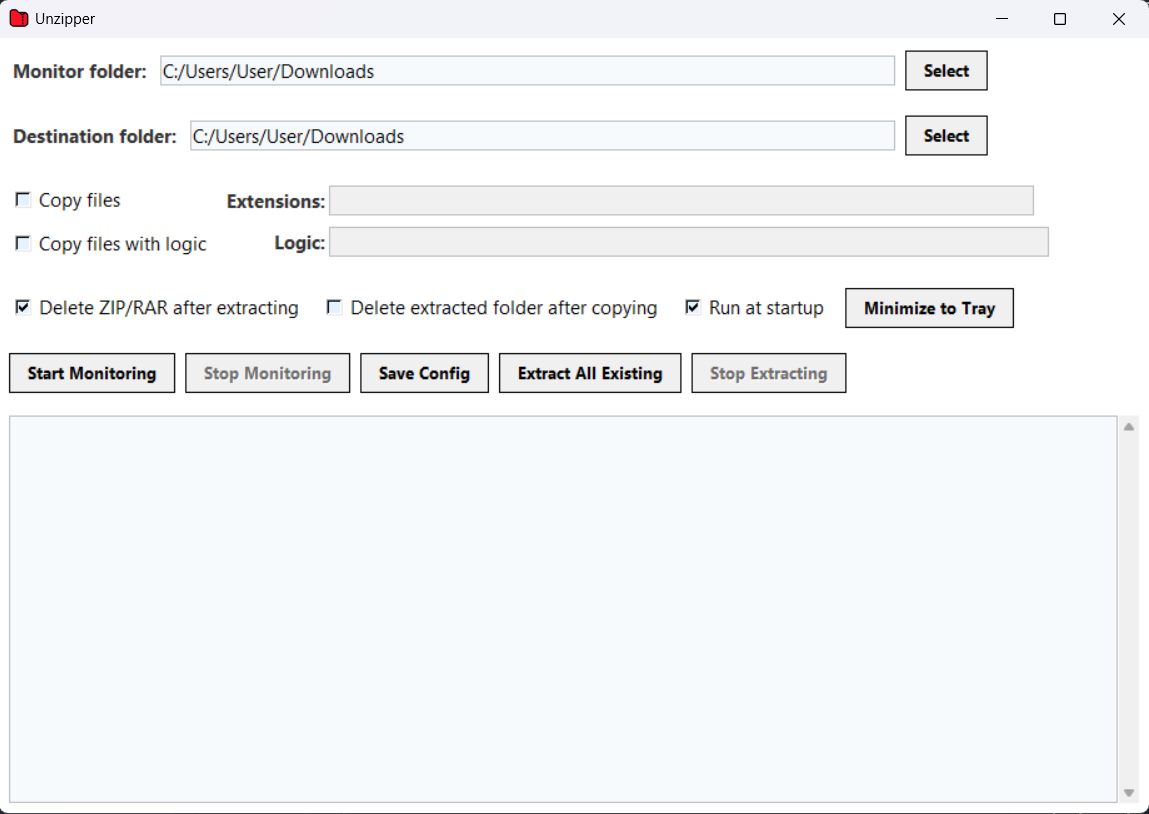 Unzipper
Monitor folder: C:/Users/User/Downloads Select
Destination folder: C:/Users/User/Downloads Select
Copy files Extensions:
Copy files with logic Logic:
Delete ZIP/RAR after extracting Delete extracted folder after copying Run at startup Minimize to Tray
Start Monitoring Stop Monitoring Save Config Extract All Existing Stop Extracting